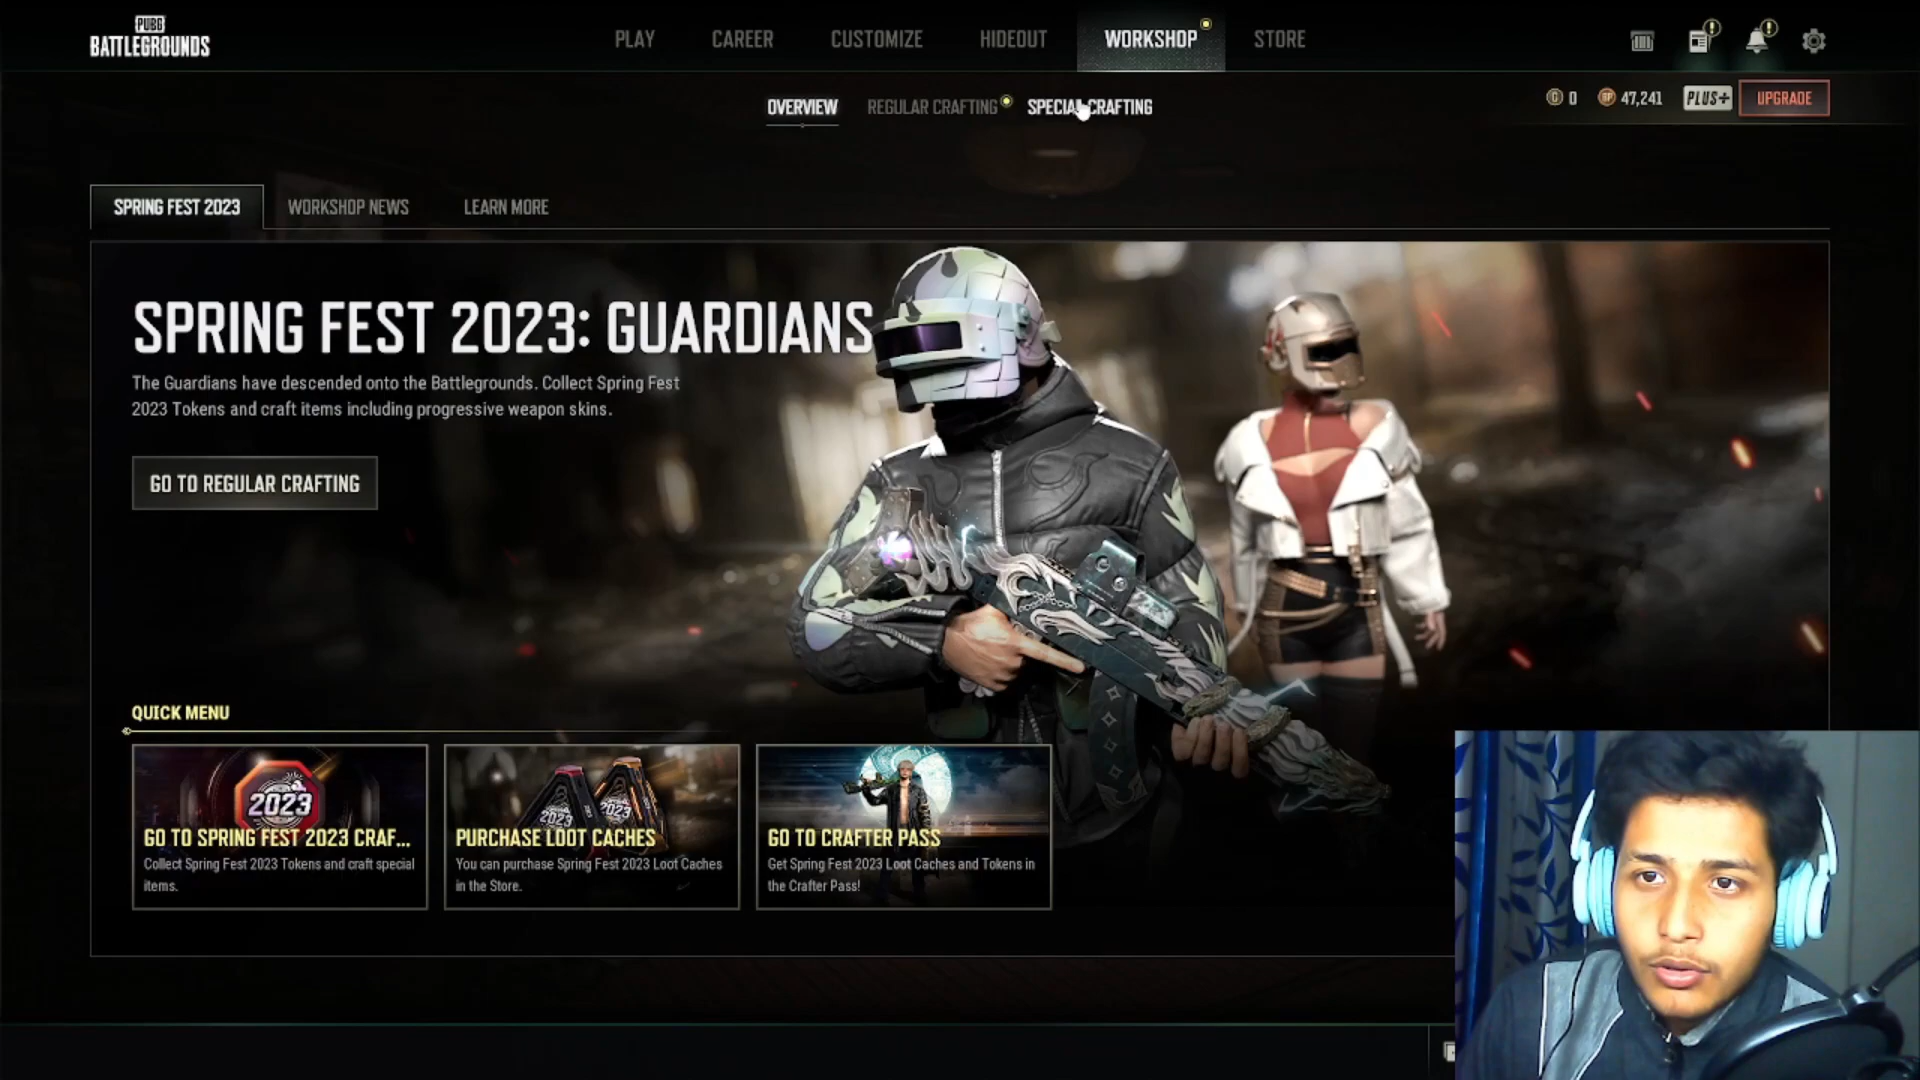 PUBG
BATTLEGROUNDS
PLAY
CAREER
CUSTOMIZE
HIDEOUT
WORKSHOP
STORE
OVERVIEW
REGULAR CRAFTING
SPECIAL CRAFTING
G 0
BP 47,241
PLUS+
UPGRADE
SPRING FEST 2023
WORKSHOP NEWS
LEARN MORE
SPRING FEST 2023: GUARDIANS
The Guardians have descended onto the Battlegrounds. Collect Spring Fest
2023 Tokens and craft items including progressive weapon skins.
GO TO REGULAR CRAFTING
QUICK MENU
2023
GO TO SPRING FEST 2023 CRAF...
Collect Spring Fest 2023 Tokens and craft special
items.
2023
2023
PURCHASE LOOT CACHES
You can purchase Spring Fest 2023 Loot Caches
in the Store.
GO TO CRAFTER PASS
Get Spring Fest 2023 Loot Caches and Tokens in
the Crafter Pass!